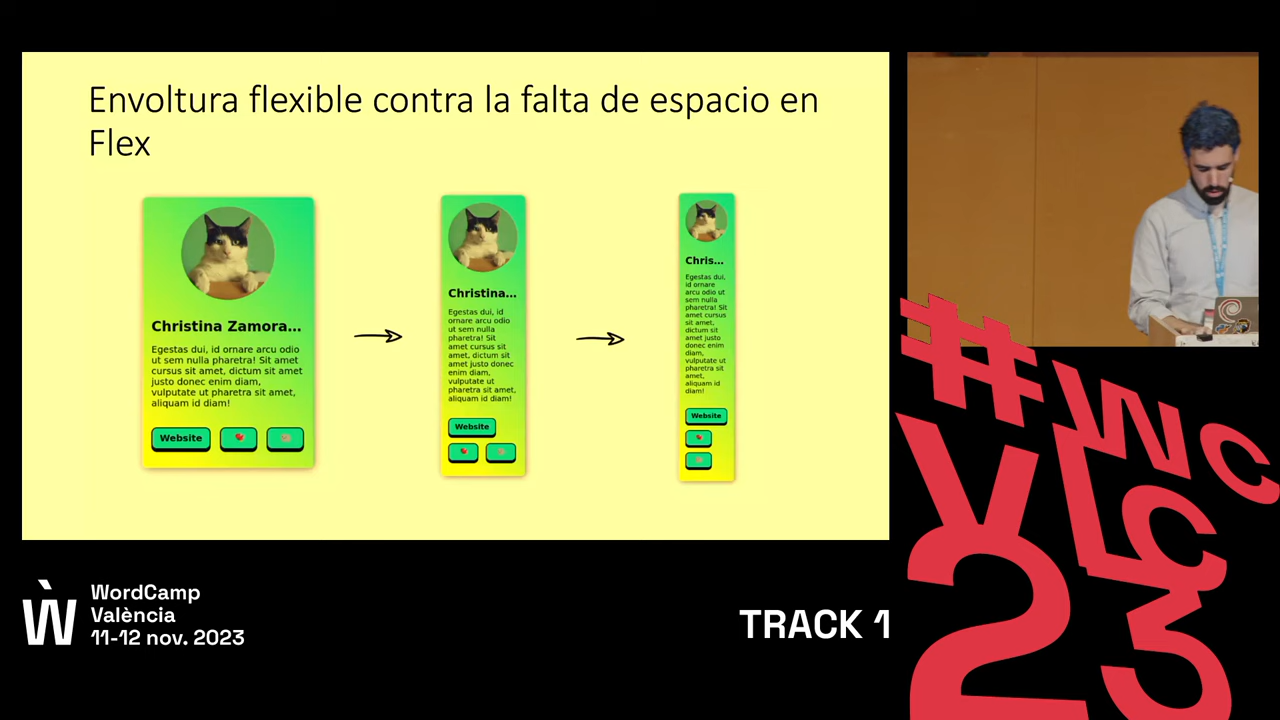 Envoltura flexible contra la falta de espacio en
Flex
Christina Zamora...
Egestas dui, id ornare arcu odio
ut sem nulla pharetra! Sit amet
cursus sit amet, dictum sit amet
justo donec enim diam,
vulputate ut pharetra sit amet,
aliquam id diam!
Website
Christina...
Egestas dui, id
ornare arcu odio
ut sem nulla
pharetra! Sit
amet cursus sit
amet, dictum sit
amet justo donec
enim diam,
vulputate ut
pharetra sit amet,
aliquam id diam!
Website
Chris...
Egestas dui,
id ornare
arcu odio ut
sem nulla
pharetra! Sit
amet cursus
sit amet,
dictum sit
amet justo
donec enim
diam,
vulputate ut
pharetra sit
amet,
aliquam id
diam!
Website
WordCamp
València
11-12 nov. 2023
TRACK 1
#WC
VLC
23